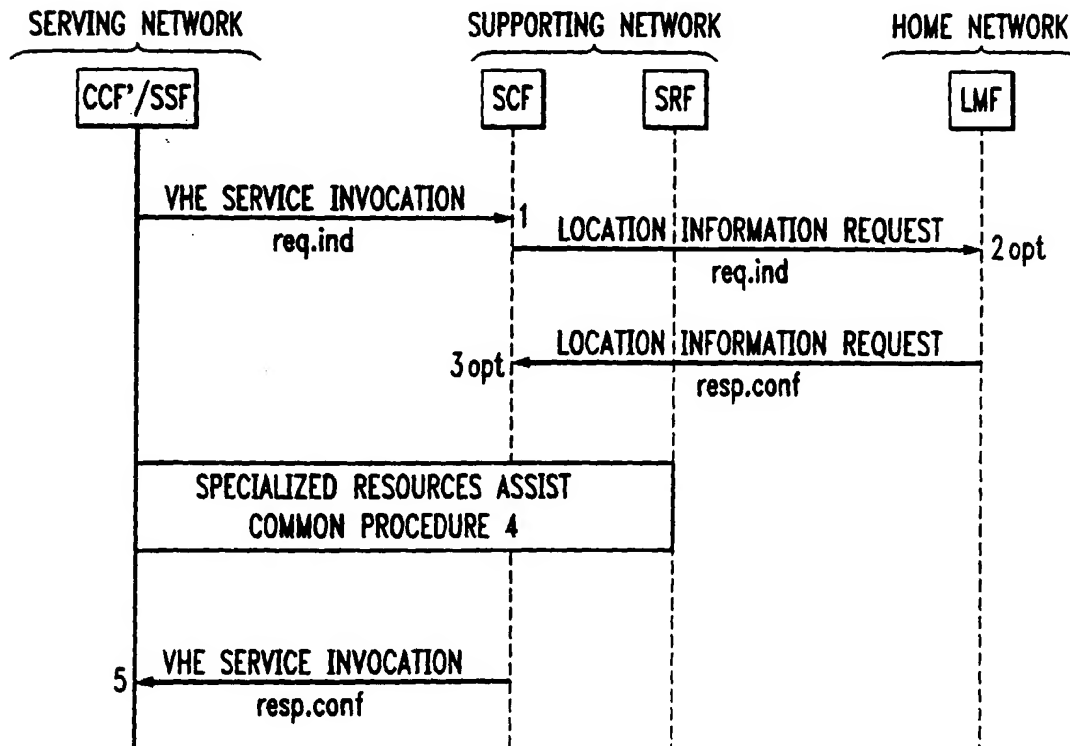 SERVING NETWORK
SUPPORTING NETWORK
HOME NETWORK
CCF'/SSF
SCF
SRF
LMF
VHE SERVICE INVOCATION
1
req.ind
LOCATION INFORMATION REQUEST
2 opt
req.ind
LOCATION INFORMATION REQUEST
3 opt
resp.conf
SPECIALIZED RESOURCES ASSIST
COMMON PROCEDURE 4
VHE SERVICE INVOCATION
5
resp.conf